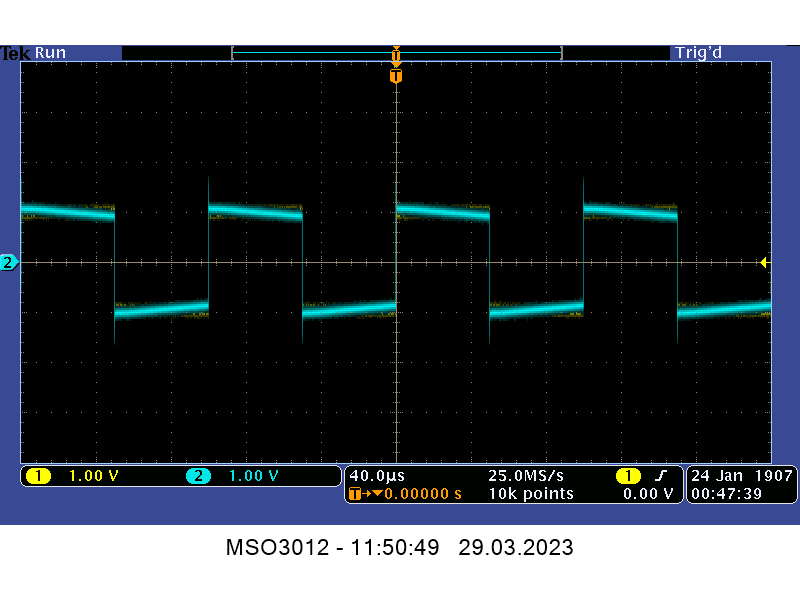 Tek Run Trig'd
T
T
2
1 1.00 V 2 1.00 V 40.0µs 25.0MS/s 1 24 Jan 1907
T→▼0.00000 s 10k points 0.00 V 00:47:39
MSO3012 - 11:50:49 29.03.2023